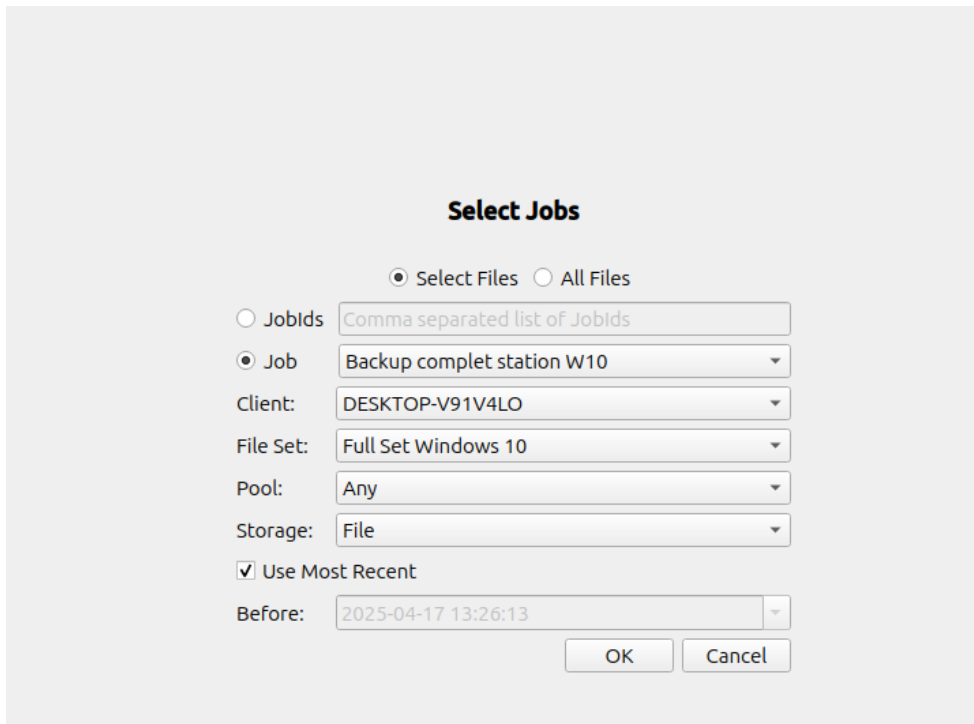 Select Jobs
Select Files All Files
JobIds Comma separated list of JobIds
Job Backup complet station W10
Client: DESKTOP-V91V4LO
File Set: Full Set Windows 10
Pool: Any
Storage: File
Use Most Recent
Before: 2025-04-17 13:26:13
OK Cancel